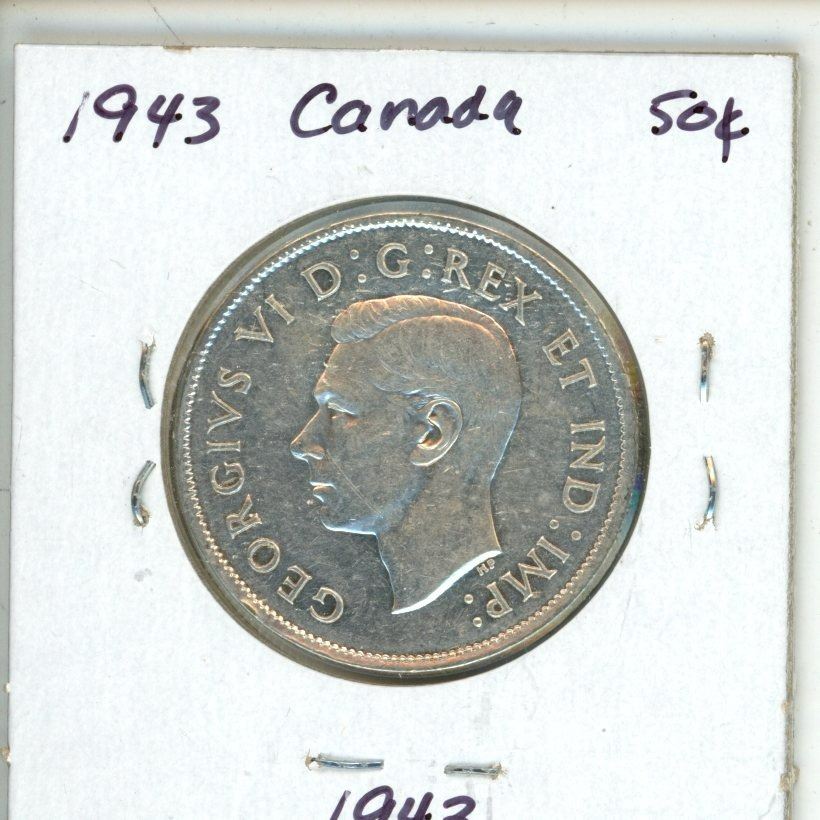 1943 Canada 50¢
GEORGIVS VI D:G:REX ET IND:IMP:
HP
1943